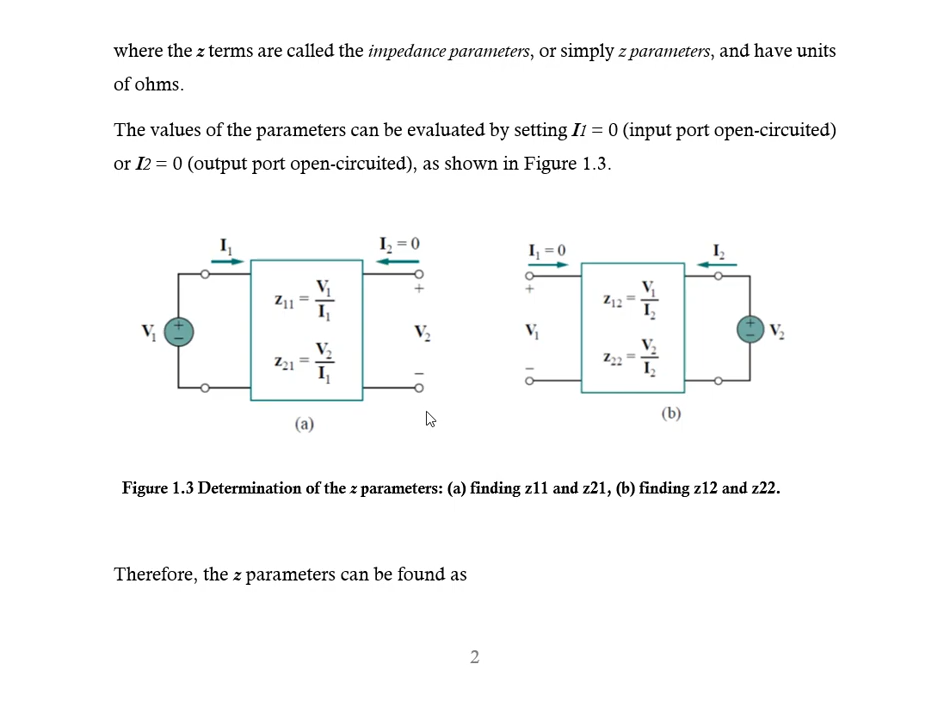 where the z terms are called the impedance parameters, or simply z parameters, and have units
of ohms.
The values of the parameters can be evaluated by setting I1 = 0 (input port open-circuited)
or I2 = 0 (output port open-circuited), as shown in Figure 1.3.
I₁
I₂ = 0
V₁
+
−
z₁₁ = V₁/I₁
z₂₁ = V₂/I₁
+
V₂
−
(a)
I₁ = 0
I₂
+
V₁
−
z₁₂ = V₁/I₂
z₂₂ = V₂/I₂
+
−
V₂
(b)
Figure 1.3 Determination of the z parameters: (a) finding z11 and z21, (b) finding z12 and z22.
Therefore, the z parameters can be found as
2